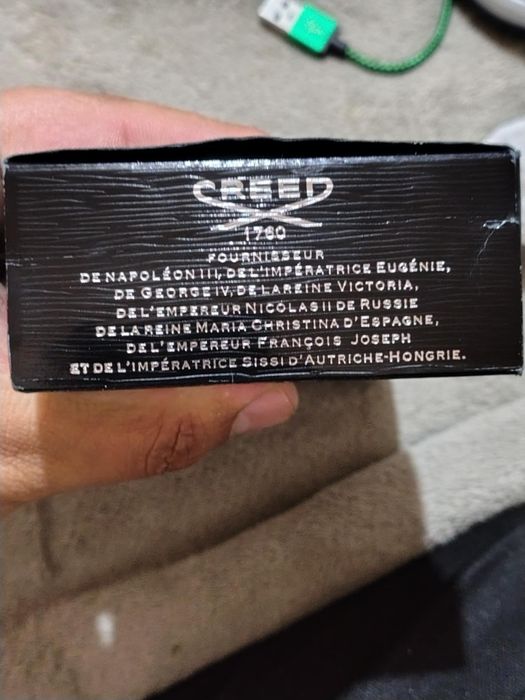 CREED
1760
FOURNISSEUR
DE NAPOLÉON III, DE L'IMPÉRATRICE EUGÉNIE,
DE GEORGE IV, DE LA REINE VICTORIA,
DE L'EMPEREUR NICOLAS II DE RUSSIE
DE LA REINE MARIA CHRISTINA D'ESPAGNE,
DE L'EMPEREUR FRANÇOIS JOSEPH
ET DE L'IMPÉRATRICE SISSI D'AUTRICHE-HONGRIE.